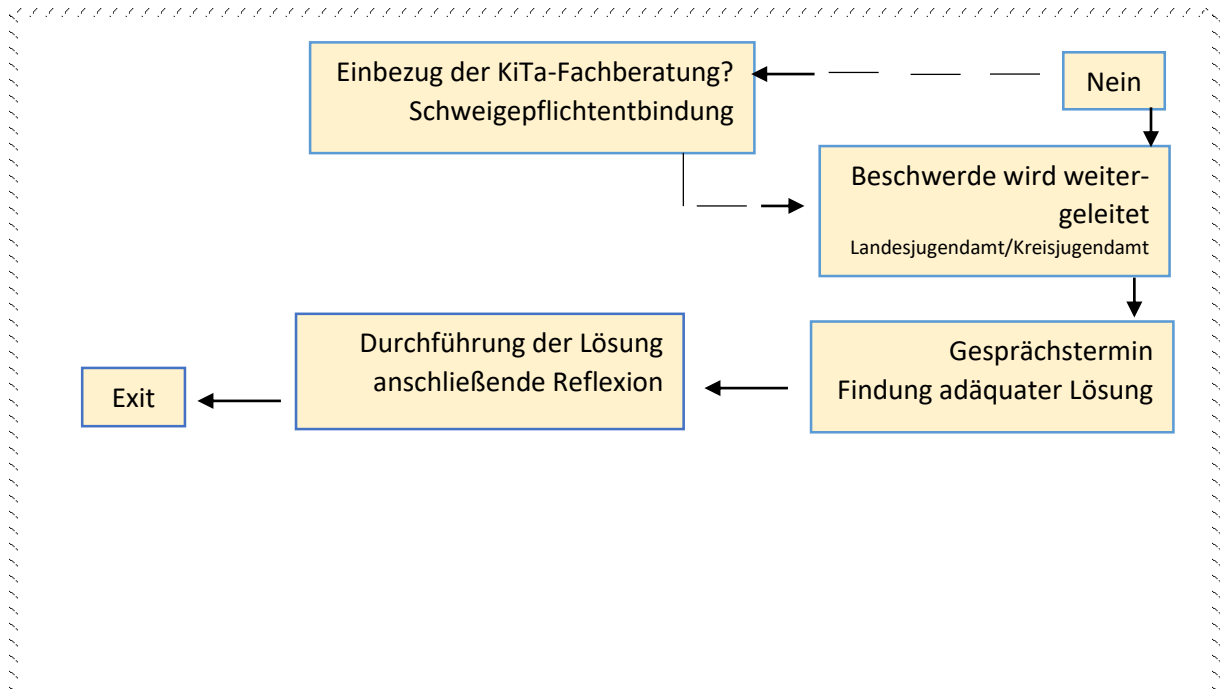 Einbezug der KiTa-Fachberatung?
Schweigepflichtentbindung
Nein
Beschwerde wird weiter-
geleitet
Landesjugendamt/Kreisjugendamt
Gesprächstermin
Findung adäquater Lösung
Durchführung der Lösung
anschließende Reflexion
Exit